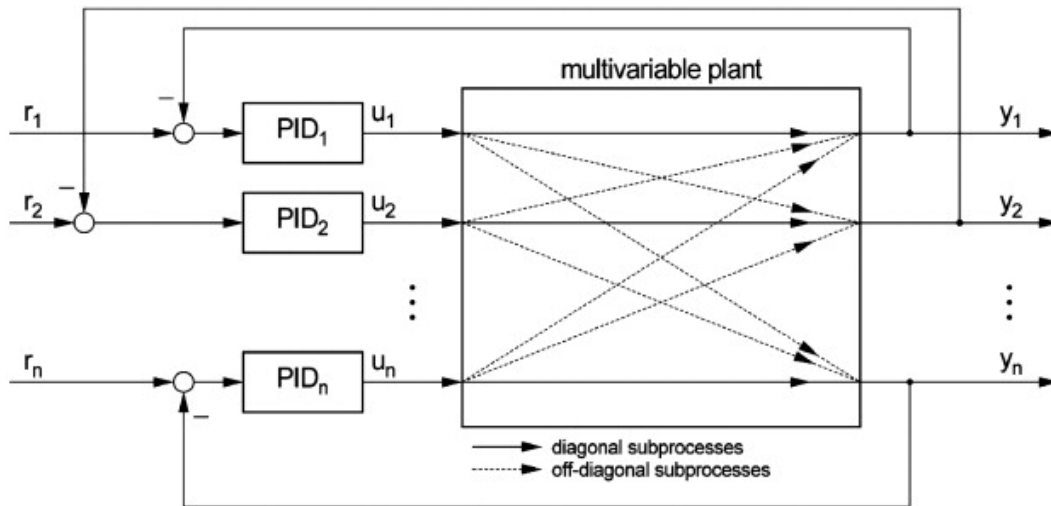 multivariable plant
r₁ − PID₁ u₁ y₁
r₂ − PID₂ u₂ y₂
⋮ ⋮
rₙ − PIDₙ uₙ yₙ
diagonal subprocesses
off-diagonal subprocesses